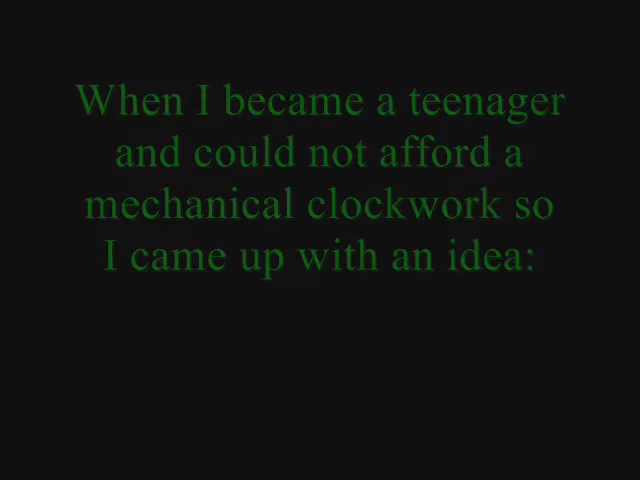 When I became a teenager
and could not afford a
mechanical clockwork so
I came up with an idea: